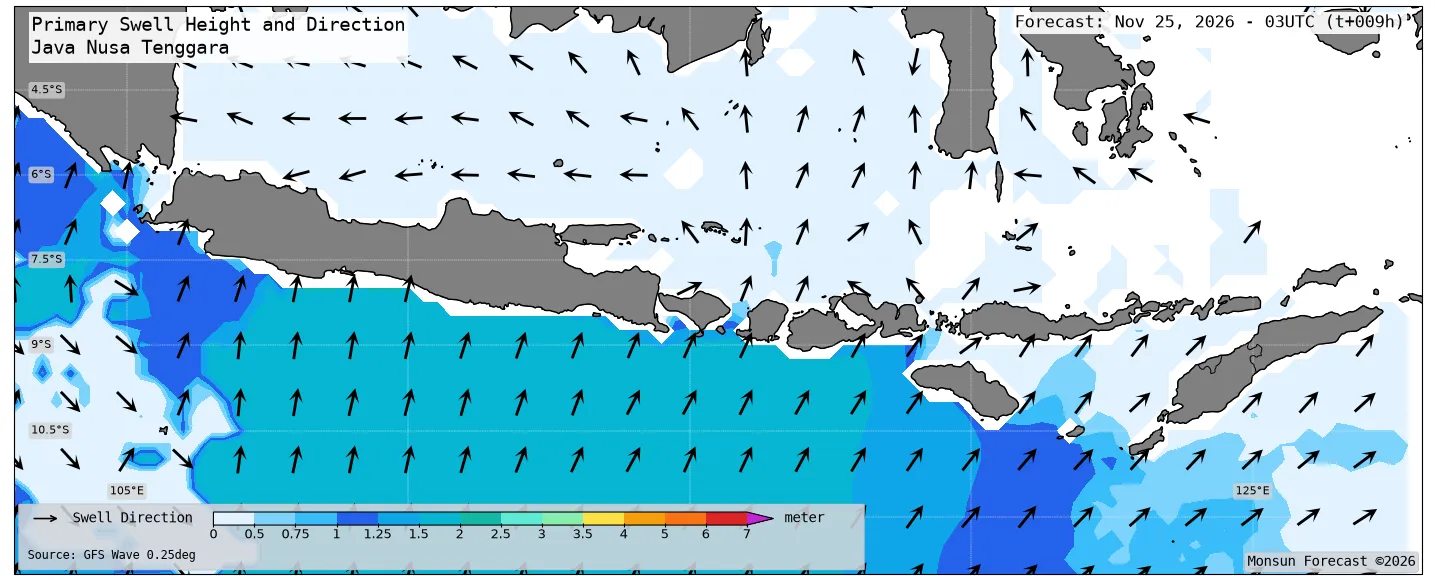 Primary Swell Height and Direction
Java Nusa Tenggara
Forecast: Nov 25, 2026 - 03UTC (t+009h)
4.5°S
6°S
7.5°S
9°S
10.5°S
105°E
125°E
Swell Direction
0 0.5 0.75 1 1.25 1.5 2 2.5 3 3.5 4 5 6 7
meter
Source: GFS Wave 0.25deg
Monsun Forecast ©2026